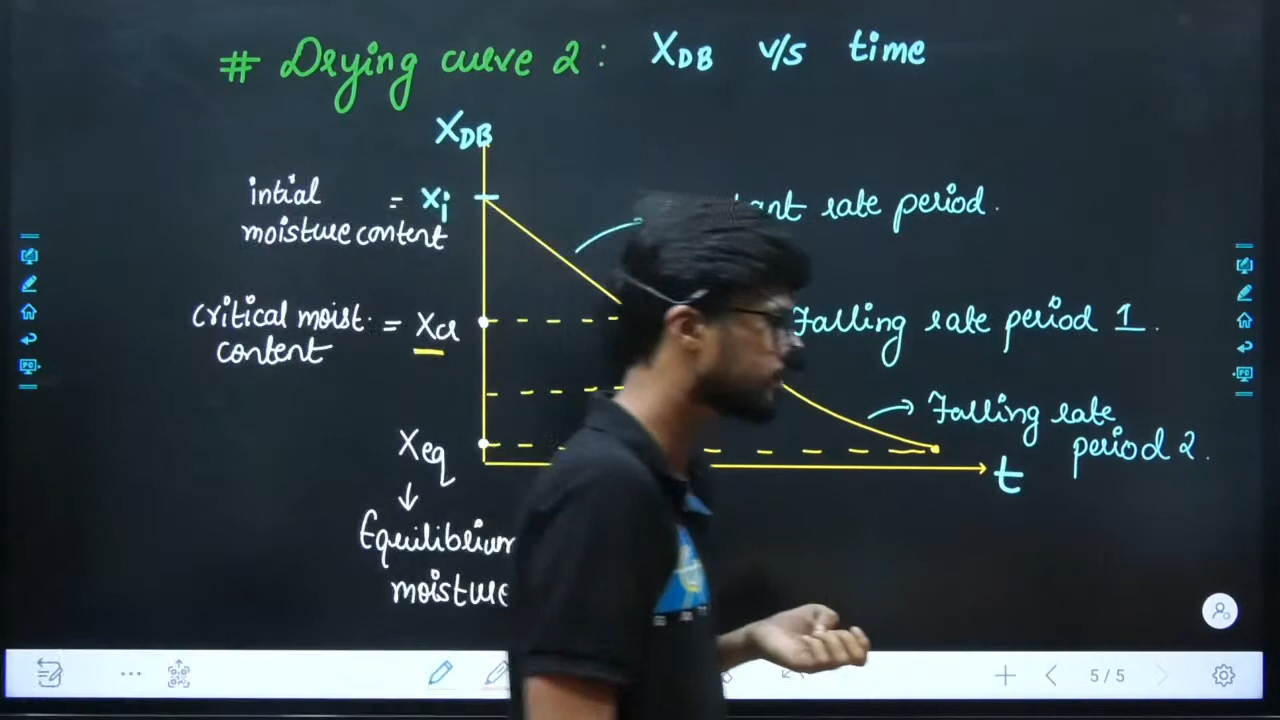 # Drying curve 2 : XDB v/s time
XDB
intial
moisture content
= Xi
rate period.
critical moist.
content
= Xcr
Falling rate period 1.
Falling rate
period 2.
Xeq
t
Equilibrium
moisture
5/5